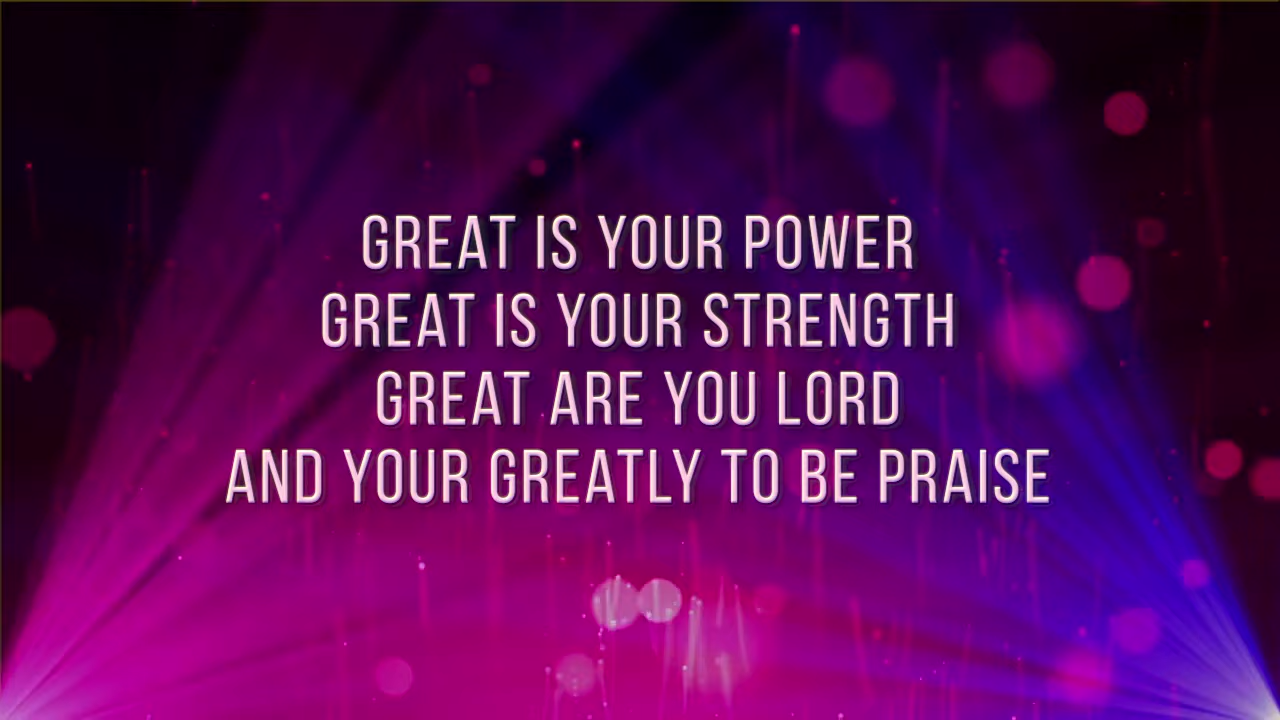 GREAT IS YOUR POWER
GREAT IS YOUR STRENGTH
GREAT ARE YOU LORD
AND YOUR GREATLY TO BE PRAISE